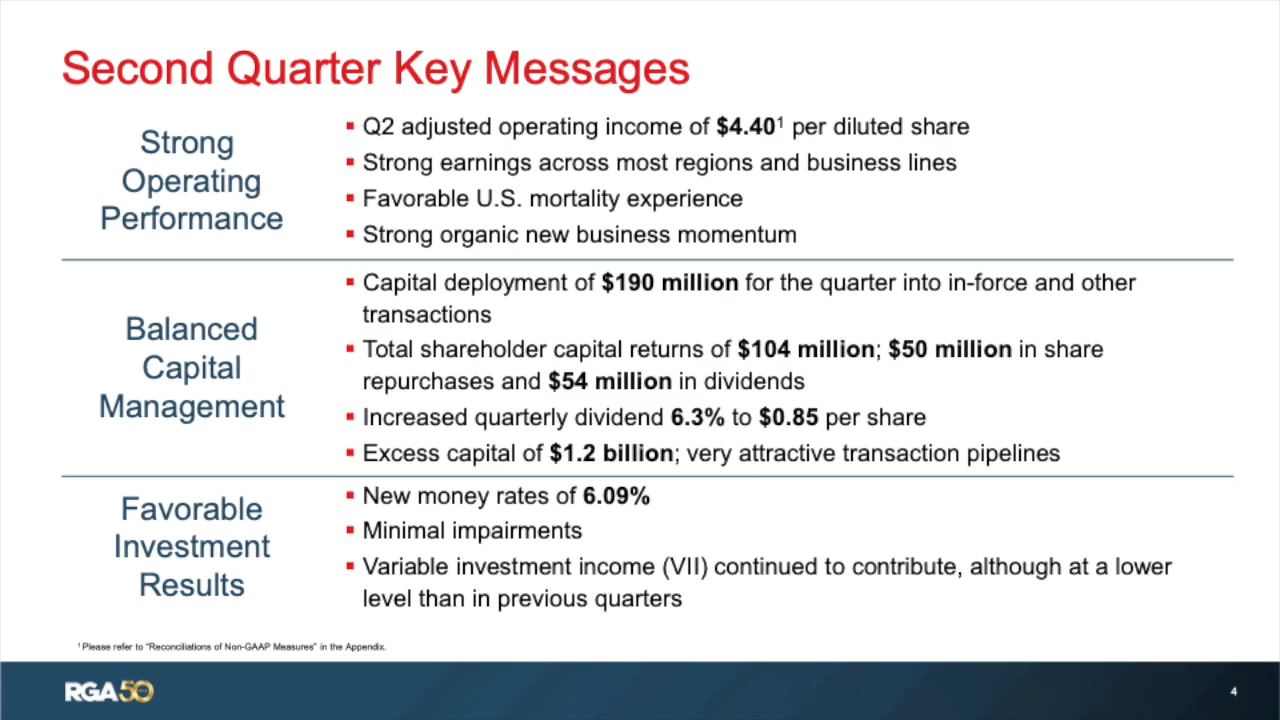 Second Quarter Key Messages
Strong
Operating
Performance
▪ Q2 adjusted operating income of $4.40¹ per diluted share
▪ Strong earnings across most regions and business lines
▪ Favorable U.S. mortality experience
▪ Strong organic new business momentum
Balanced
Capital
Management
▪ Capital deployment of $190 million for the quarter into in-force and other
transactions
▪ Total shareholder capital returns of $104 million; $50 million in share
repurchases and $54 million in dividends
▪ Increased quarterly dividend 6.3% to $0.85 per share
▪ Excess capital of $1.2 billion; very attractive transaction pipelines
Favorable
Investment
Results
▪ New money rates of 6.09%
▪ Minimal impairments
▪ Variable investment income (VII) continued to contribute, although at a lower
level than in previous quarters
¹ Please refer to “Reconciliations of Non-GAAP Measures” in the Appendix.
RGA50
4